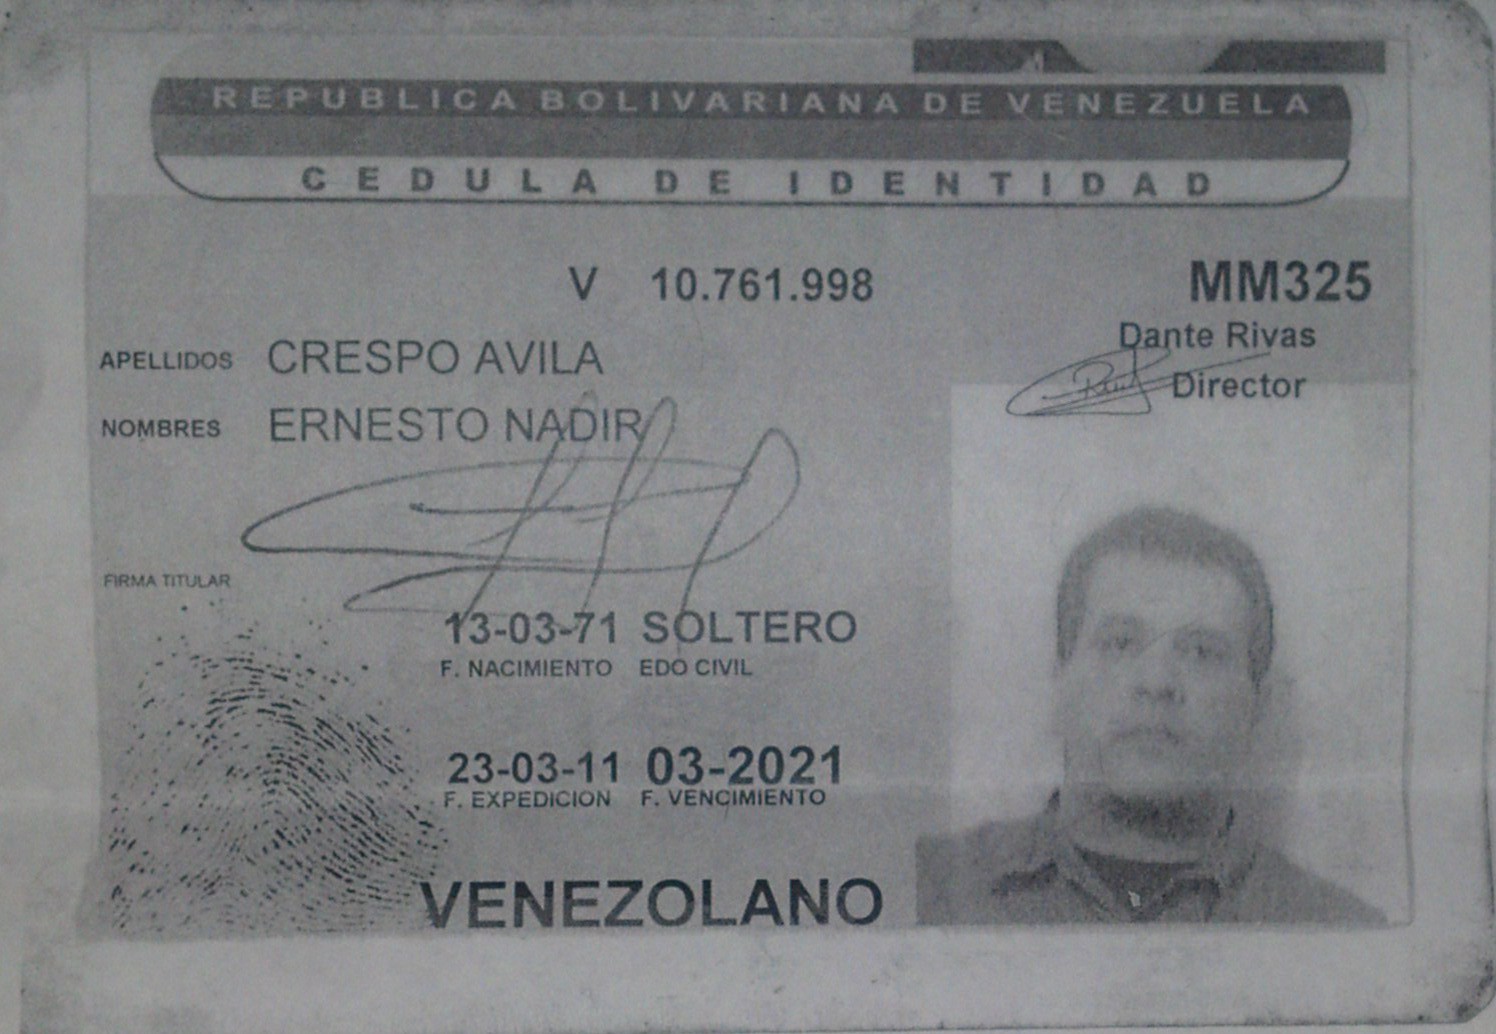 REPUBLICA BOLIVARIANA DE VENEZUELA
CEDULA DE IDENTIDAD
V 10.761.998
MM325
Dante Rivas
Director
APELLIDOS CRESPO AVILA
NOMBRES ERNESTO NADIR
FIRMA TITULAR
13-03-71 SOLTERO
F. NACIMIENTO EDO CIVIL
23-03-11 03-2021
F. EXPEDICION F. VENCIMIENTO
VENEZOLANO